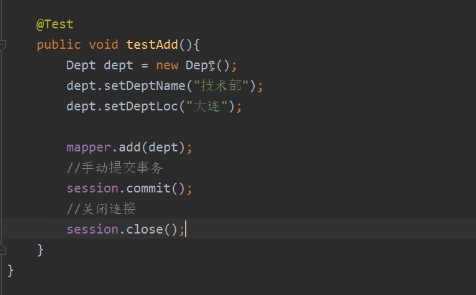 @Test
public void testAdd(){
Dept dept = new Dept();
dept.setDeptName("技术部");
dept.setDeptLoc("大连");
mapper.add(dept);
//手动提交事务
session.commit();
//关闭连接
session.close();
}
}